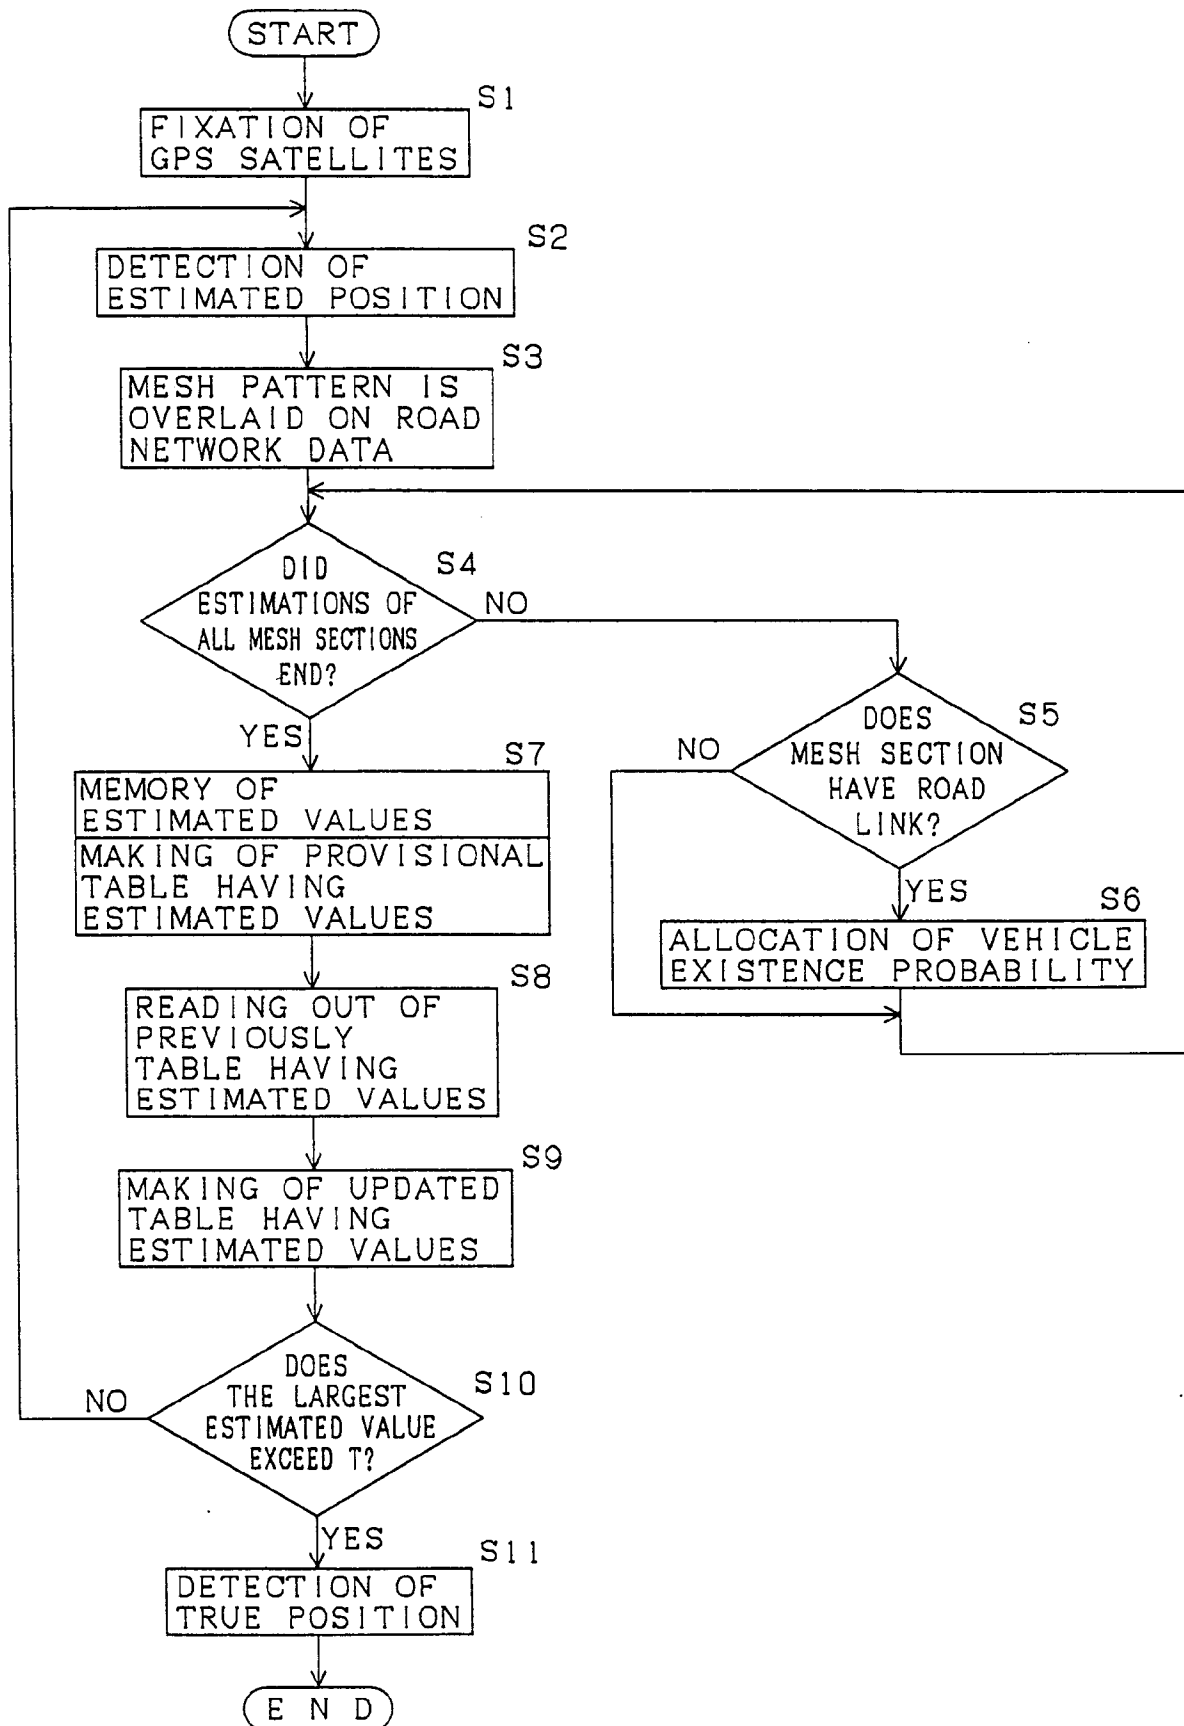 START
S1
FIXATION OF
GPS SATELLITES
S2
DETECTION OF
ESTIMATED POSITION
S3
MESH PATTERN IS
OVERLAID ON ROAD
NETWORK DATA
S4
DID
ESTIMATIONS OF
ALL MESH SECTIONS
END?
NO
YES
S5
DOES
MESH SECTION
HAVE ROAD
LINK?
NO
YES
S6
ALLOCATION OF VEHICLE
EXISTENCE PROBABILITY
S7
MEMORY OF
ESTIMATED VALUES
MAKING OF PROVISIONAL
TABLE HAVING
ESTIMATED VALUES
S8
READING OUT OF
PREVIOUSLY
TABLE HAVING
ESTIMATED VALUES
S9
MAKING OF UPDATED
TABLE HAVING
ESTIMATED VALUES
S10
DOES
THE LARGEST
ESTIMATED VALUE
EXCEED T?
NO
YES
S11
DETECTION OF
TRUE POSITION
END